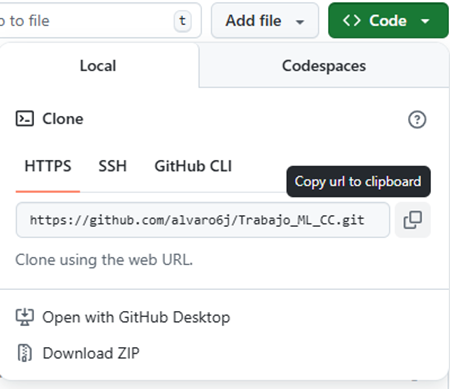 to file
t
Add file
Code
Local
Codespaces
Clone
HTTPS
SSH
GitHub CLI
Copy url to clipboard
https://github.com/alvaro6j/Trabajo_ML_CC.git
Clone using the web URL.
Open with GitHub Desktop
Download ZIP